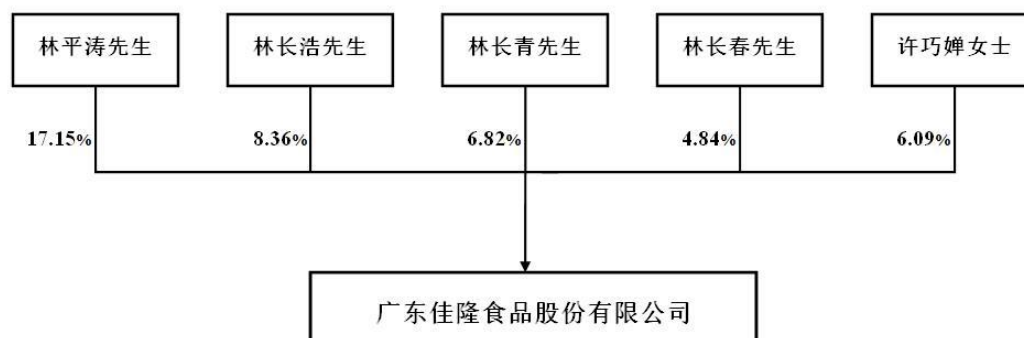 林平涛先生 林长浩先生 林长青先生 林长春先生 许巧婵女士
17.15% 8.36% 6.82% 4.84% 6.09%
广东佳隆食品股份有限公司